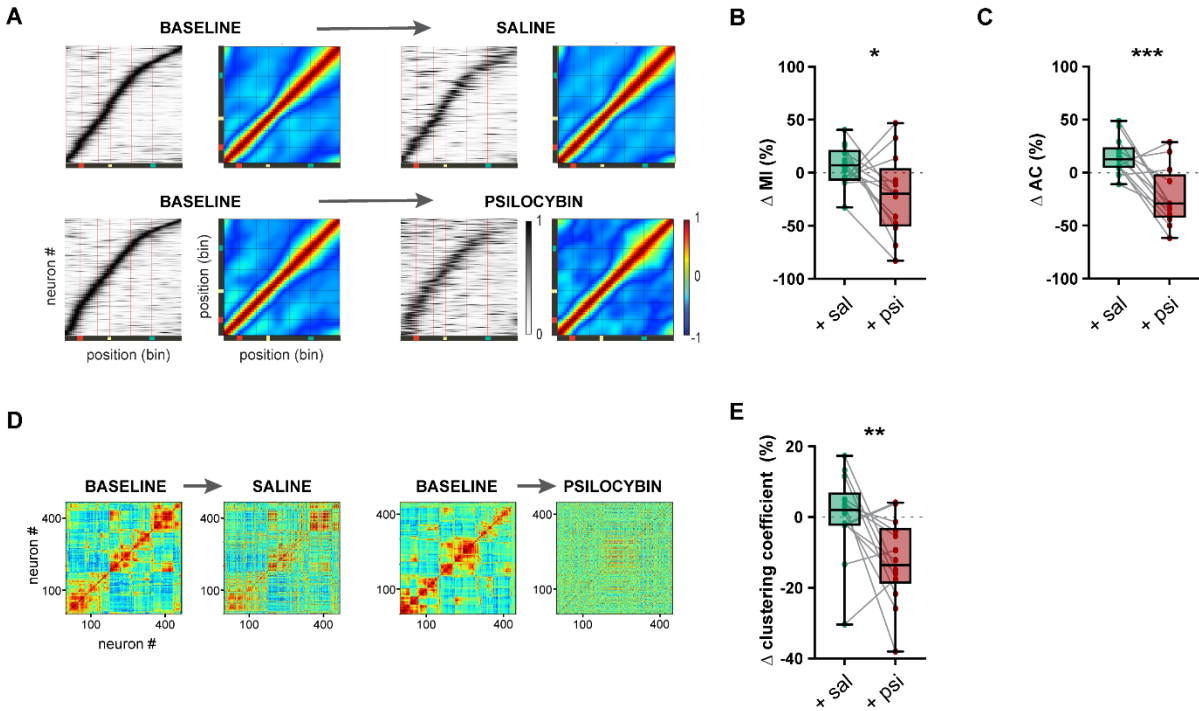 A
BASELINE
SALINE
BASELINE
PSILOCYBIN
neuron #
position (bin)
position (bin)
position (bin)
1
0
1
0
-1
B
*
100
50
0
-50
-100
Δ MI (%)
+ sal
+ psi
C
***
100
50
0
-50
-100
Δ AC (%)
+ sal
+ psi
D
BASELINE
SALINE
BASELINE
PSILOCYBIN
neuron #
400
100
400
100
400
100
400
100
100 400
100 400
100 400
100 400
neuron #
E
**
20
0
-20
-40
Δ clustering coefficient (%)
+ sal
+ psi